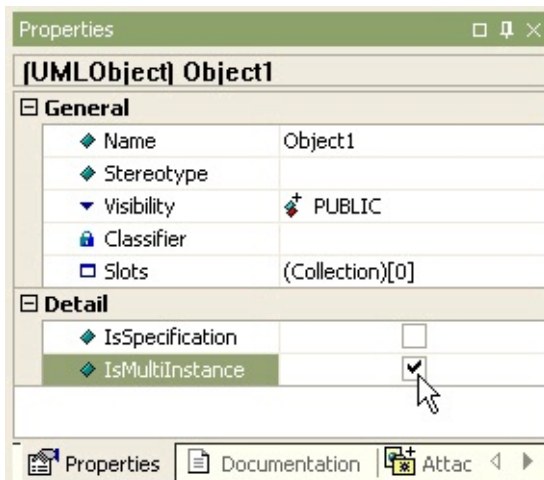 Properties
(UMLObject) Object1
General
Name Object1
Stereotype
Visibility PUBLIC
Classifier
Slots (Collection)[0]
Detail
IsSpecification
IsMultiInstance
Properties Documentation Attac